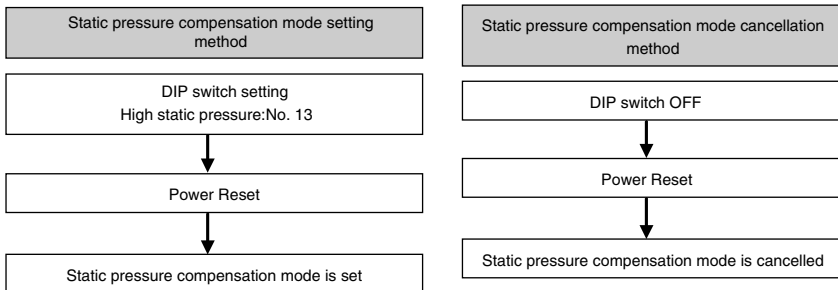 Static pressure compensation mode setting
method
DIP switch setting
High static pressure:No. 13
Power Reset
Static pressure compensation mode is set
Static pressure compensation mode cancellation
method
DIP switch OFF
Power Reset
Static pressure compensation mode is cancelled